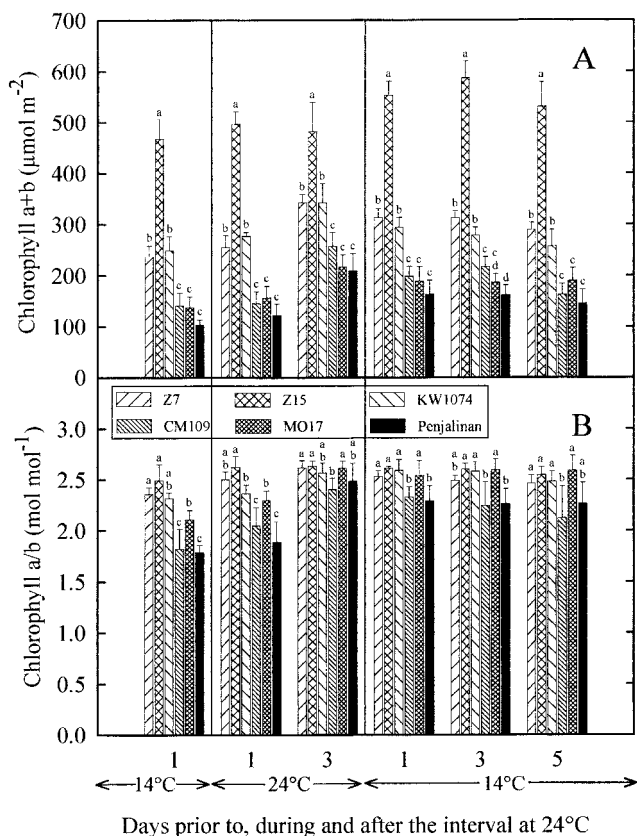 A
Chlorophyll a+b (µmol m⁻²)
700
600
500
400
300
200
100
0
b a b c c c
b a b c c c
b a b c c c
b a b c c c
b a b c c d d
b a b c c c
Z7 Z15 KW1074
CM109 MO17 Penjalinan
B
Chlorophyll a/b (mol mol⁻¹)
3.0
2.5
2.0
1.5
1.0
0.5
0.0
1 1 3 1 3 5
14°C 24°C 14°C
Days prior to, during and after the interval at 24°C